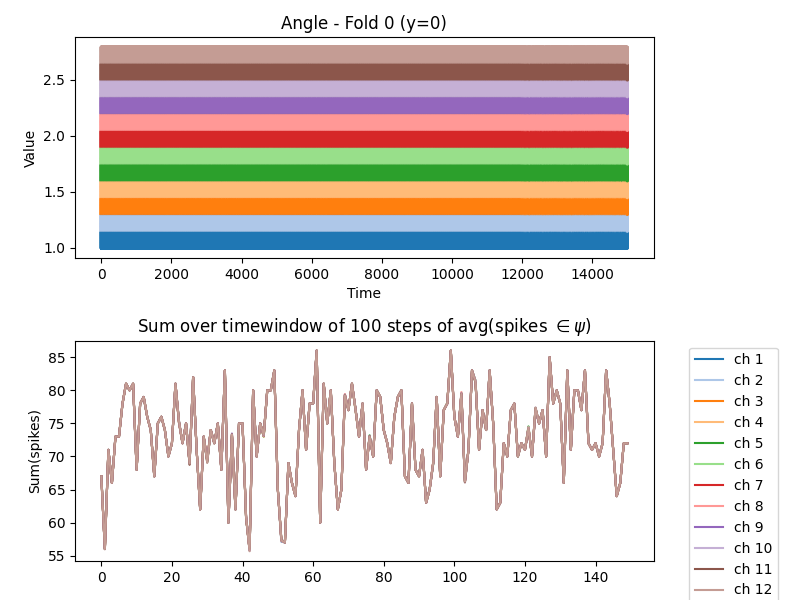 Angle - Fold 0 (y=0)
Value
2.5
2.0
1.5
1.0
0 2000 4000 6000 8000 10000 12000 14000
Time
Sum over timewindow of 100 steps of avg(spikes ∈ ψ)
Sum(spikes)
85
80
75
70
65
60
55
0 20 40 60 80 100 120 140
ch 1
ch 2
ch 3
ch 4
ch 5
ch 6
ch 7
ch 8
ch 9
ch 10
ch 11
ch 12